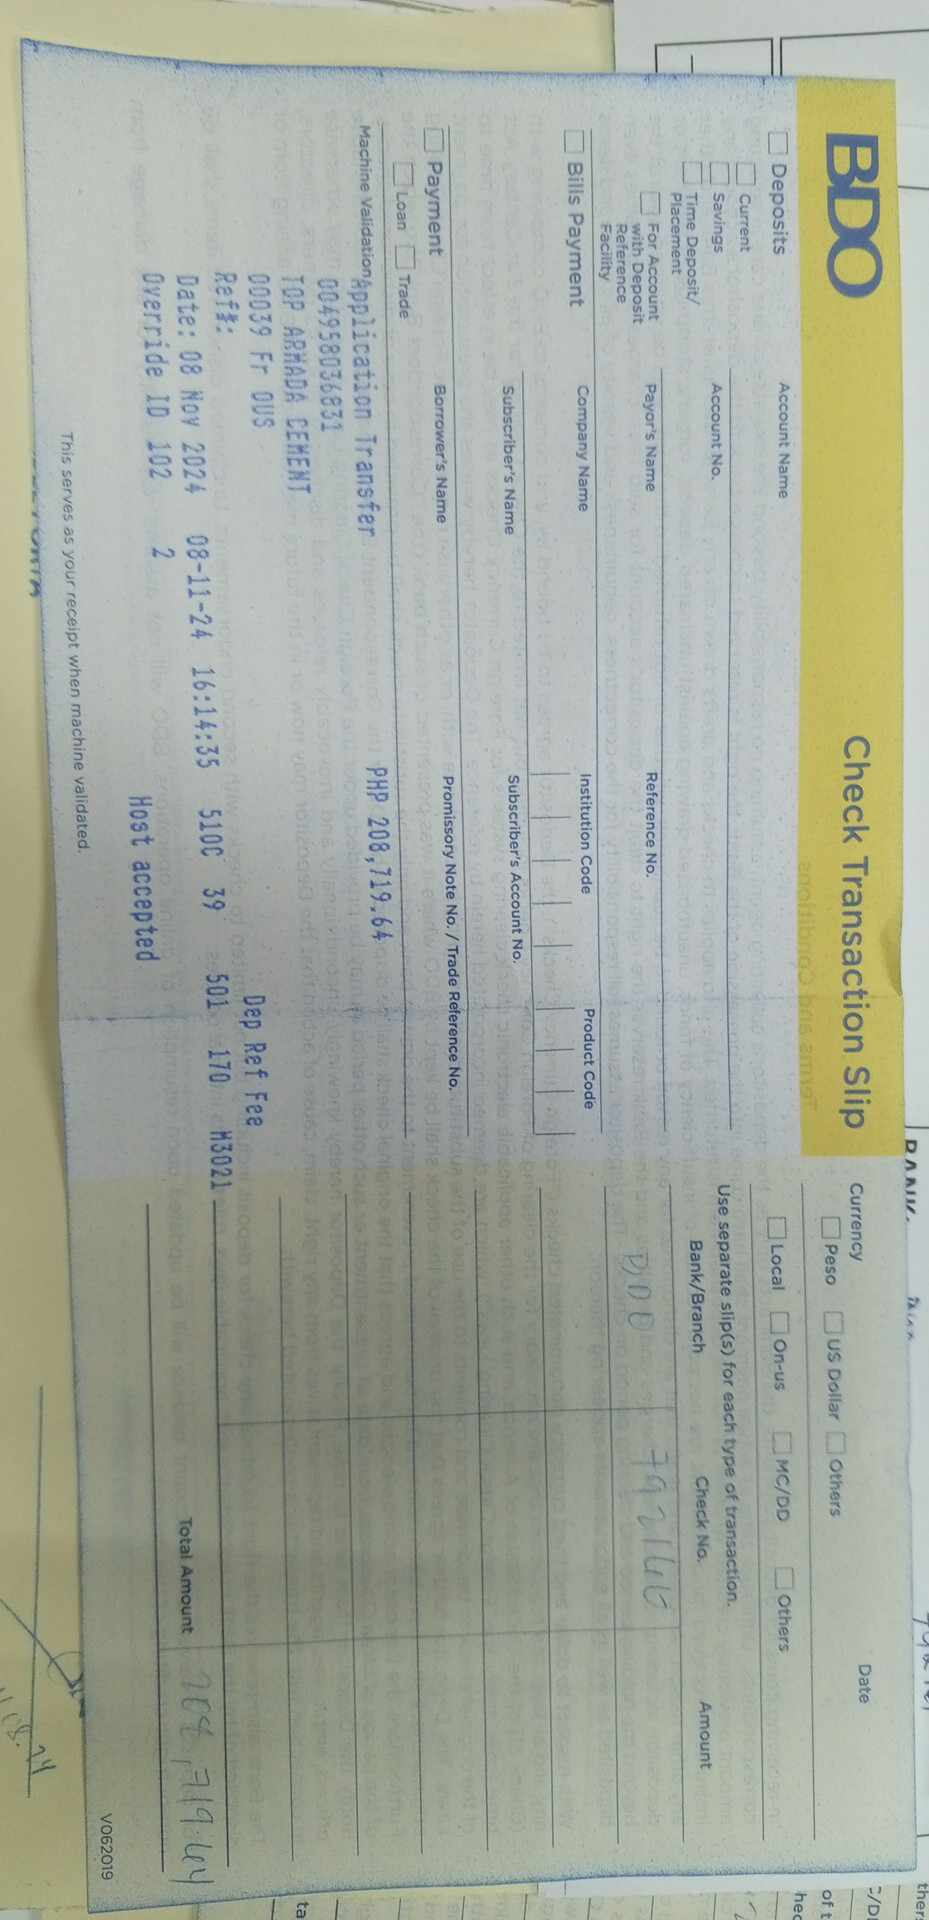 BDO
Check Transaction Slip
Currency
Date
Peso
US Dollar
Others
Deposits
Account Name
Local
On-us
MC/DD
Others
Current
Savings
Account No.
Use separate slip(s) for each type of transaction.
Time Deposit/
Placement
Bank/Branch
Check No.
Amount
For Account
with Deposit
Reference
Facility
Payor's Name
Reference No.
BDO
79 2166
Bills Payment
Company Name
Institution Code
Product Code
Subscriber's Name
Subscriber's Account No.
Payment
Borrower's Name
Promissory Note No. / Trade Reference No.
Loan
Trade
Machine Validation
Application Transfer
PHP 208,719.64
004958036831
TOP ARMADA CEMENT
00039 Fr OUS
Dep Ref Fee
Ref#:
Date: 08 Nov 2024 08-11-24 16:14:35 510C 39 501 170 M3021
Override ID 102 2
Host accepted
Total Amount 208,719.64
This serves as your receipt when machine validated.
V062019